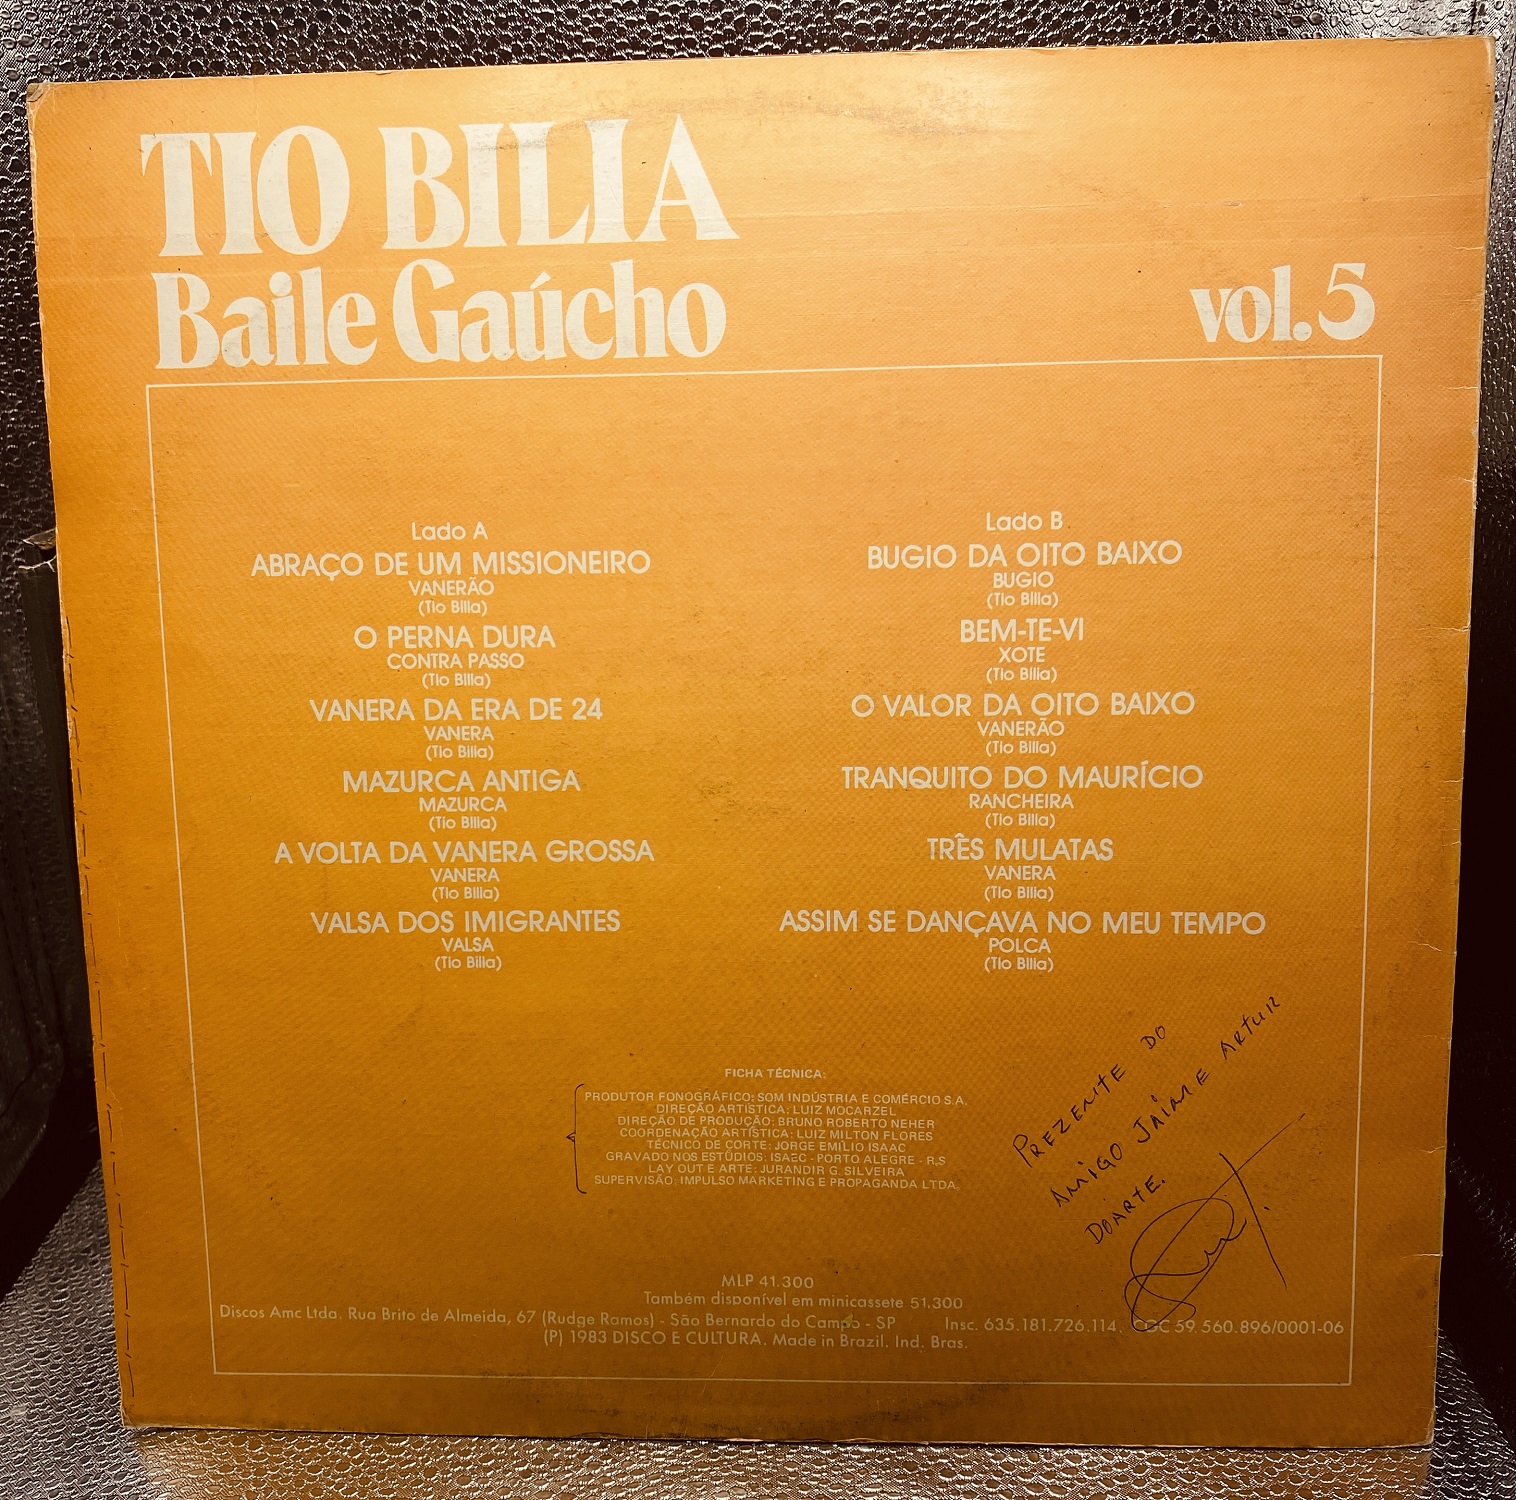 TIO BILIA
Baile Gaúcho
vol.5
Lado A
ABRAÇO DE UM MISSIONEIRO
VANERÃO
(Tio Bilia)
O PERNA DURA
CONTRA PASSO
(Tio Bilia)
VANERA DA ERA DE 24
VANERA
(Tio Bilia)
MAZURCA ANTIGA
MAZURCA
(Tio Bilia)
A VOLTA DA VANERA GROSSA
VANERA
(Tio Bilia)
VALSA DOS IMIGRANTES
VALSA
(Tio Bilia)
Lado B
BUGIO DA OITO BAIXO
BUGIO
(Tio Bilia)
BEM-TE-VI
XOTE
(Tio Bilia)
O VALOR DA OITO BAIXO
VANERÃO
(Tio Bilia)
TRANQUITO DO MAURÍCIO
RANCHEIRA
(Tio Bilia)
TRÊS MULATAS
VANERA
(Tio Bilia)
ASSIM SE DANÇAVA NO MEU TEMPO
POLCA
(Tio Bilia)
FICHA TÉCNICA:
PRODUTOR FONOGRÁFICO: SOM INDÚSTRIA E COMÉRCIO S.A.
DIREÇÃO ARTÍSTICA: LUIZ MOCARZEL
DIREÇÃO DE PRODUÇÃO: BRUNO ROBERTO NEHER
COORDENAÇÃO ARTÍSTICA: LUIZ MILTON FLORES
TÉCNICO DE CORTE: JORGE EMÍLIO ISAAC
GRAVADO NOS ESTÚDIOS: ISAEC - PORTO ALEGRE - R.S
LAY OUT E ARTE: JURANDIR G. SILVEIRA
SUPERVISÃO: IMPULSO MARKETING E PROPAGANDA LTDA.
PREZENTE DO
AMIGO JAIME ARTUR
DOARTE.
MLP 41.300
Também disponível em minicassete 51.300
Discos Amc Ltda. Rua Brito de Almeida, 67 (Rudge Ramos) - São Bernardo do Campo - SP Insc. 635.181.726.114. CGC 59.560.896/0001-06
(P) 1983 DISCO E CULTURA. Made in Brazil. Ind. Bras.